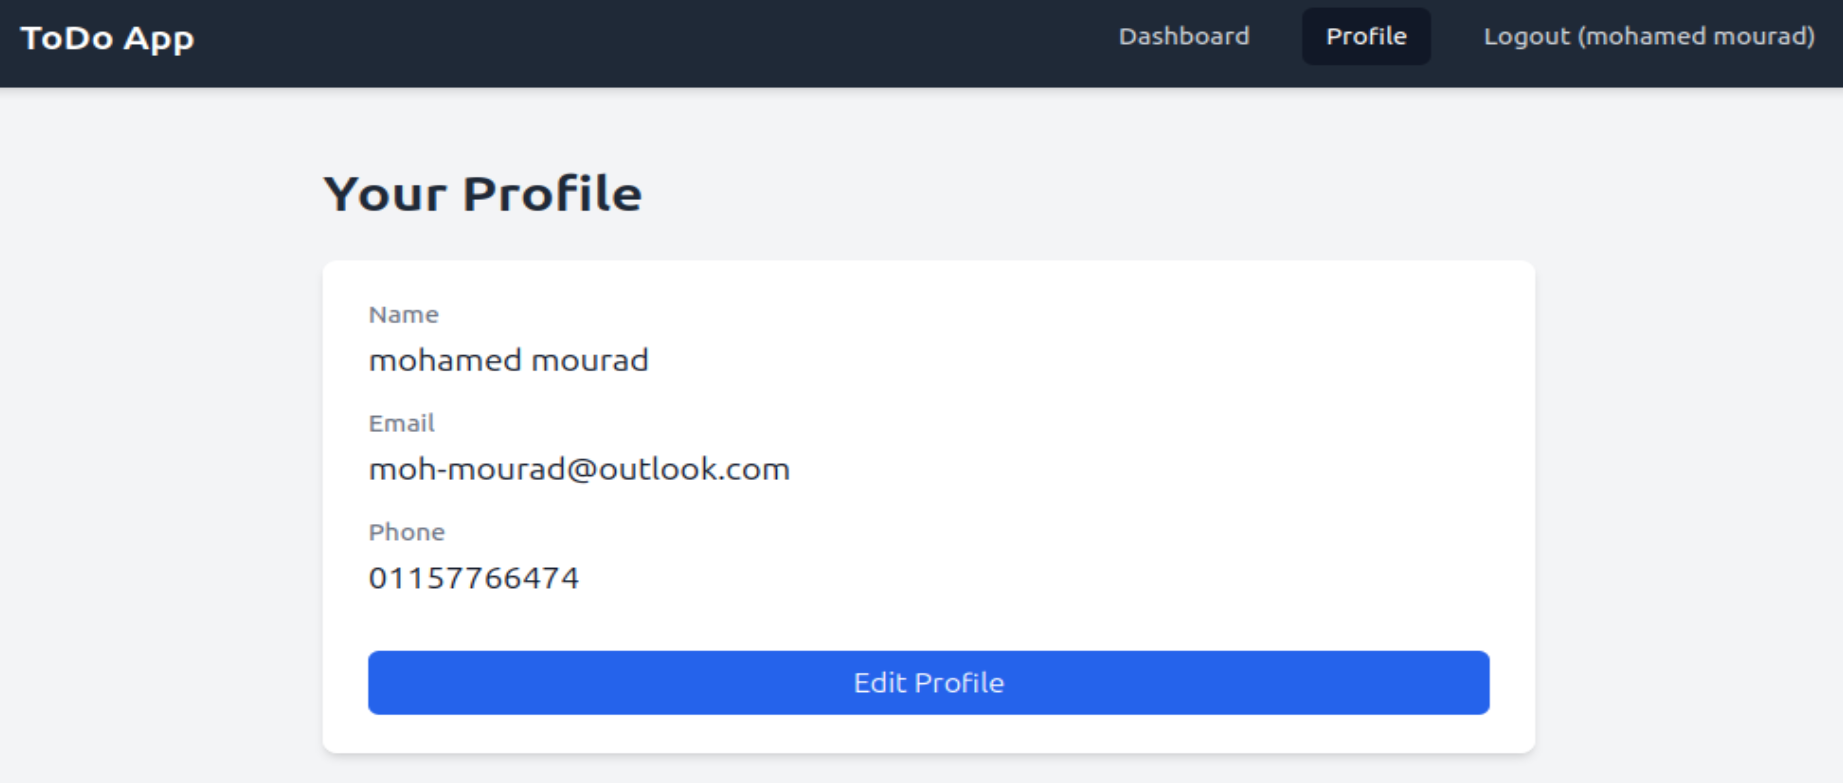 ToDo App
Dashboard
Profile
Logout (mohamed mourad)
Your Profile
Name
mohamed mourad
Email
moh-mourad@outlook.com
Phone
01157766474
Edit Profile